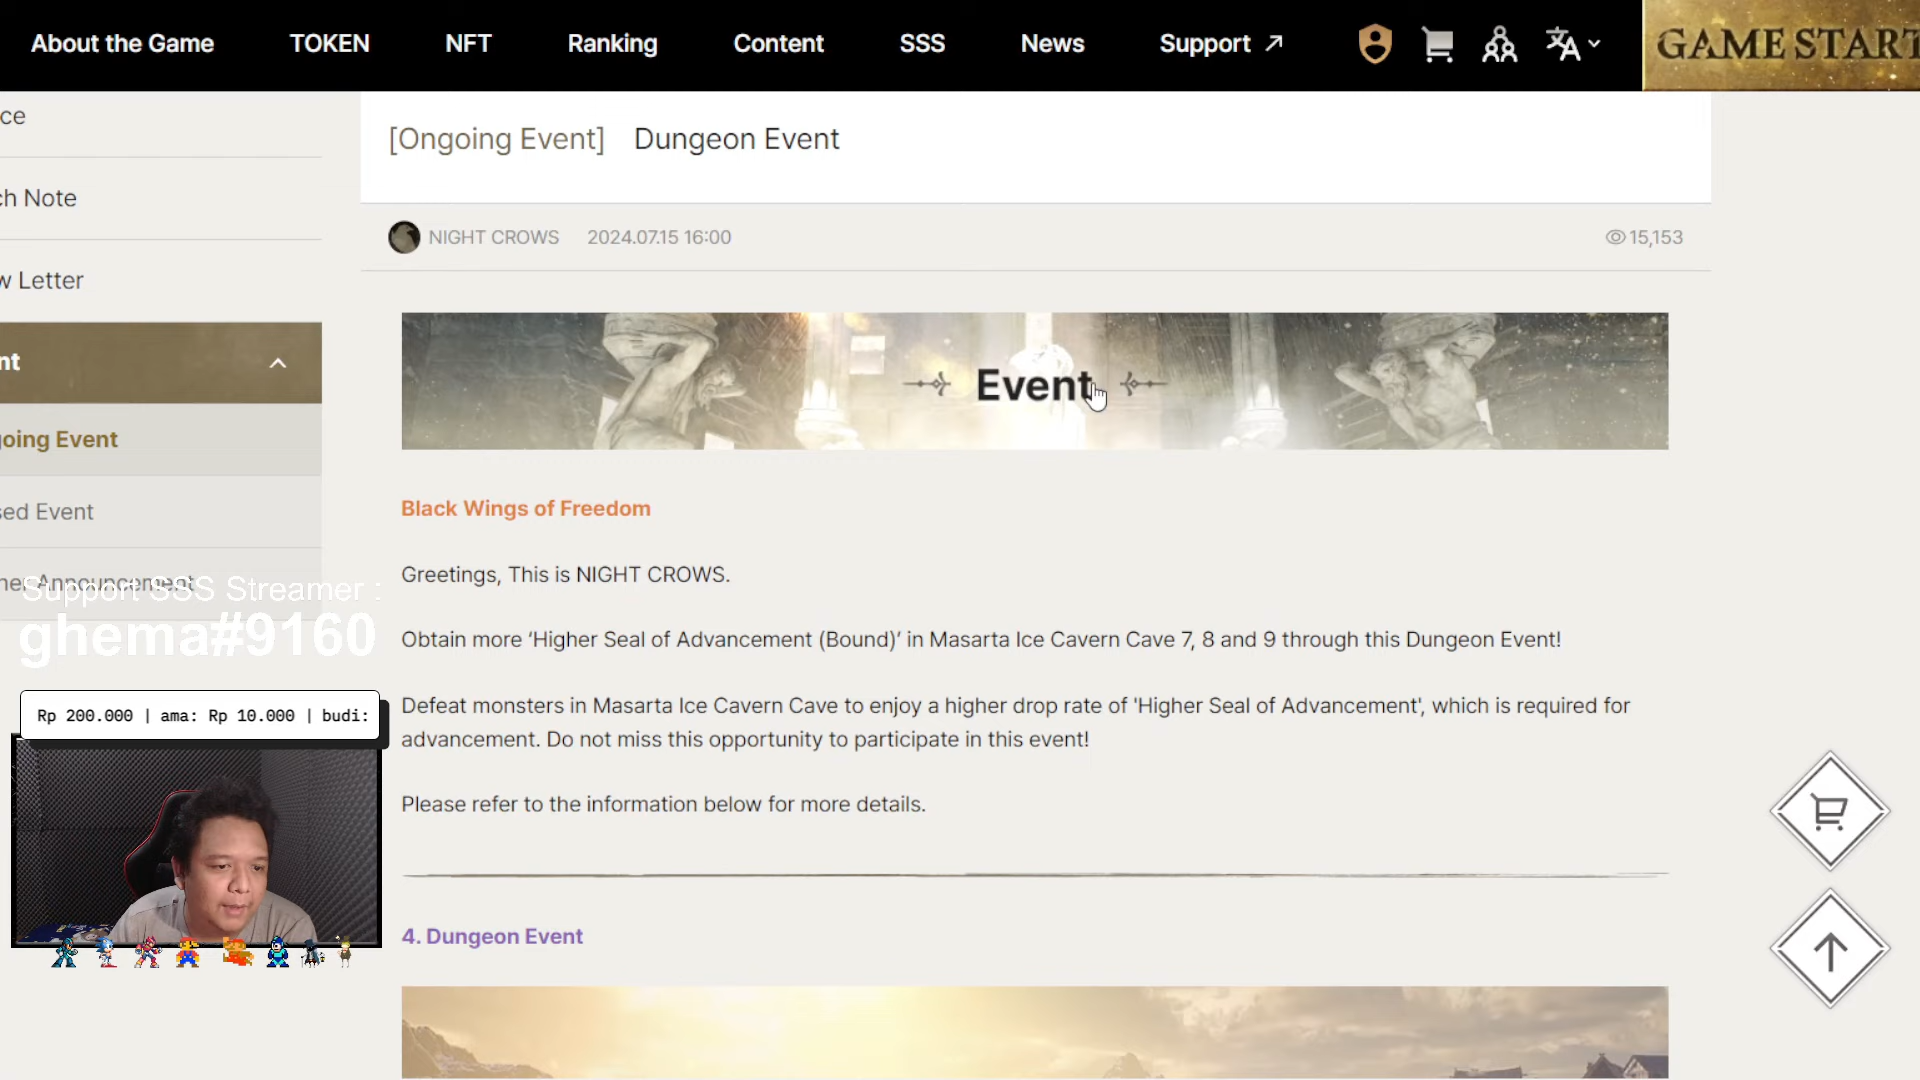 About the Game TOKEN NFT Ranking Content SSS News Support GAME START
ce
[Ongoing Event] Dungeon Event
ch Note
NIGHT CROWS 2024.07.15 16:00 15,153
w Letter
nt
Event
going Event
sed Event
Black Wings of Freedom
Greetings, This is NIGHT CROWS.
her Announcement
Support SSS Streamer :
ghema#9160
Obtain more ‘Higher Seal of Advancement (Bound)’ in Masarta Ice Cavern Cave 7, 8 and 9 through this Dungeon Event!
Defeat monsters in Masarta Ice Cavern Cave to enjoy a higher drop rate of 'Higher Seal of Advancement', which is required for
advancement. Do not miss this opportunity to participate in this event!
Rp 200.000 | ama: Rp 10.000 | budi:
Please refer to the information below for more details.
4. Dungeon Event